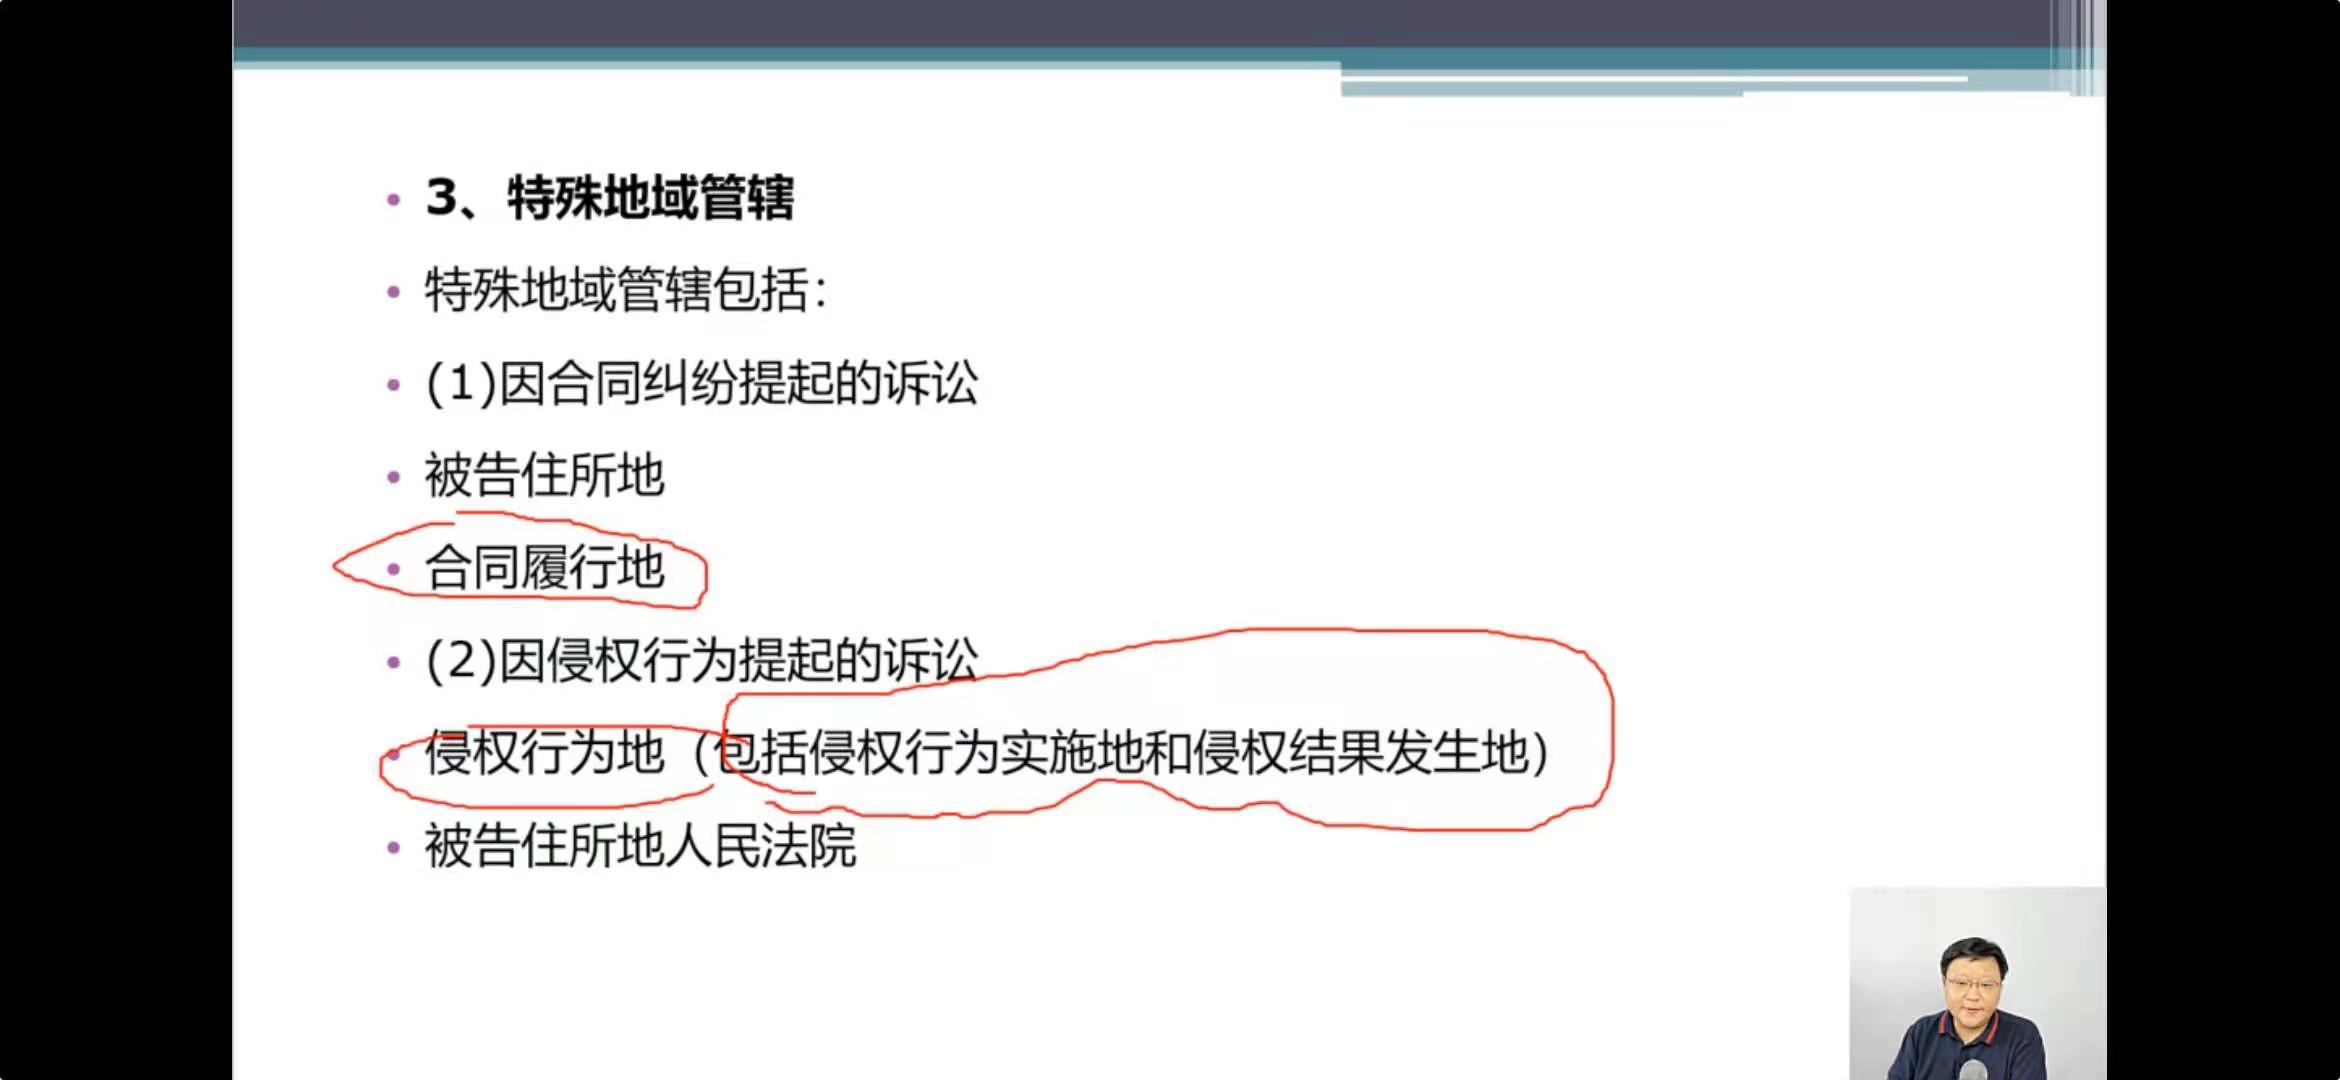 3、特殊地域管辖
特殊地域管辖包括：
(1)因合同纠纷提起的诉讼
被告住所地
合同履行地
(2)因侵权行为提起的诉讼
侵权行为地（包括侵权行为实施地和侵权结果发生地）
被告住所地人民法院